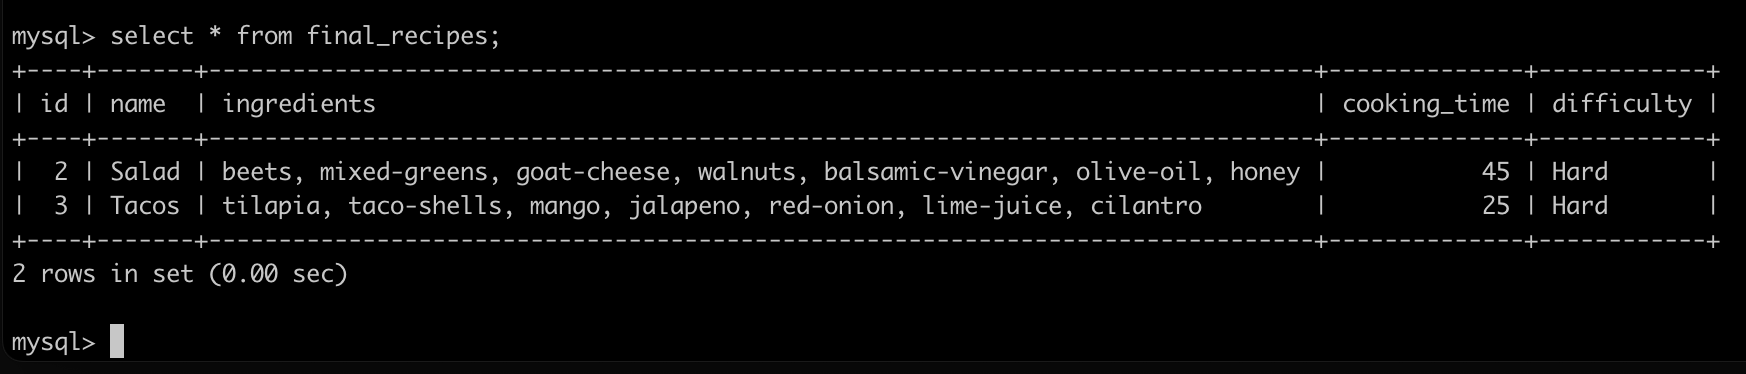 mysql> select * from final_recipes;
+----+-------+-------------------------------------------------------------------------------+--------------+------------+
| id | name  | ingredients                                                                   | cooking_time | difficulty |
+----+-------+-------------------------------------------------------------------------------+--------------+------------+
|  2 | Salad | beets, mixed-greens, goat-cheese, walnuts, balsamic-vinegar, olive-oil, honey |           45 | Hard       |
|  3 | Tacos | tilapia, taco-shells, mango, jalapeno, red-onion, lime-juice, cilantro        |           25 | Hard       |
+----+-------+-------------------------------------------------------------------------------+--------------+------------+
2 rows in set (0.00 sec)
mysql>